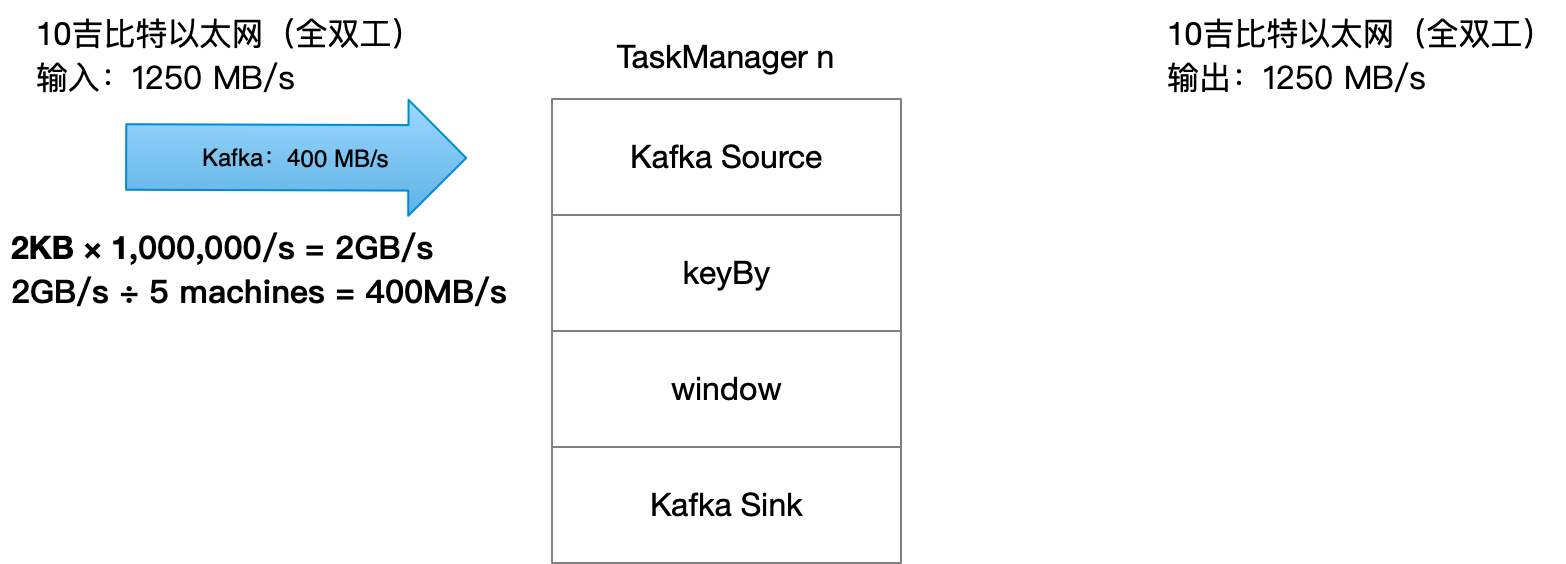 10吉比特以太网（全双工）
输入：1250 MB/s
Kafka：400 MB/s
2KB × 1,000,000/s = 2GB/s
2GB/s ÷ 5 machines = 400MB/s
TaskManager n
Kafka Source
keyBy
window
Kafka Sink
10吉比特以太网（全双工）
输出：1250 MB/s